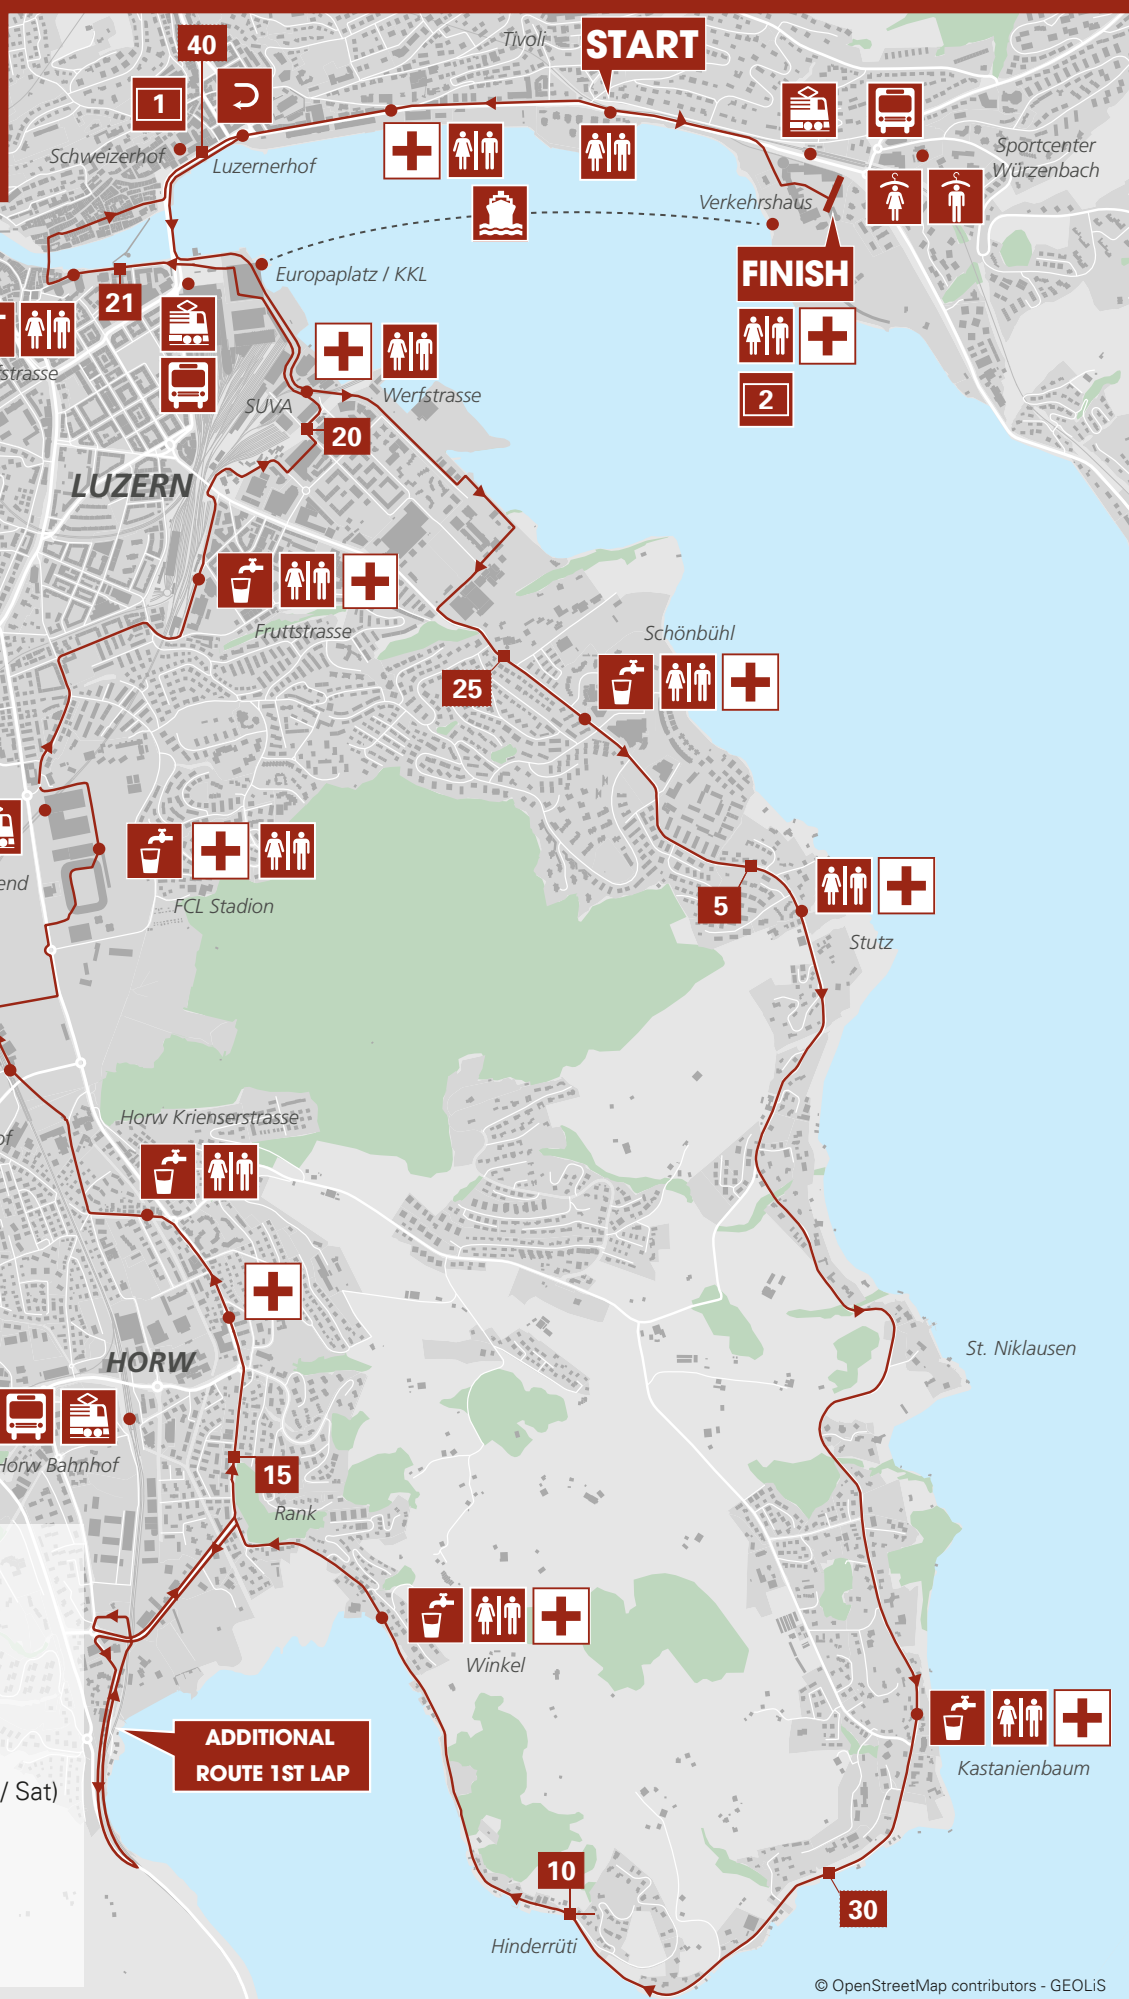 Tivoli
START
40
1
Schweizerhof
Luzernerhof
Sportcenter
Würzenbach
Verkehrshaus
Europaplatz / KKL
FINISH
21
2
strasse
SUVA
Werfstrasse
20
LUZERN
Fruttstrasse
Schönbühl
25
end
FCL Stadion
5
Stutz
Horw Krienserstrasse
of
HORW
St. Niklausen
Horw Bahnhof
15
Rank
Winkel
ADDITIONAL
ROUTE 1ST LAP
Kastanienbaum
/ Sat)
10
30
Hinderrüti
© OpenStreetMap contributors - GEOLiS